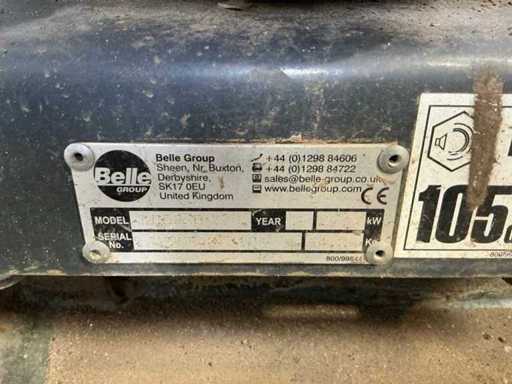 Belle
GROUP
Belle Group
Sheen, Nr. Buxton,
Derbyshire,
SK17 0EU
United Kingdom
+44 (0)1298 84606
+44 (0)1298 84722
sales@belle-group.co.uk
www.bellegroup.com
CE
MODEL
YEAR
kW
SERIAL
No.
Kg
105